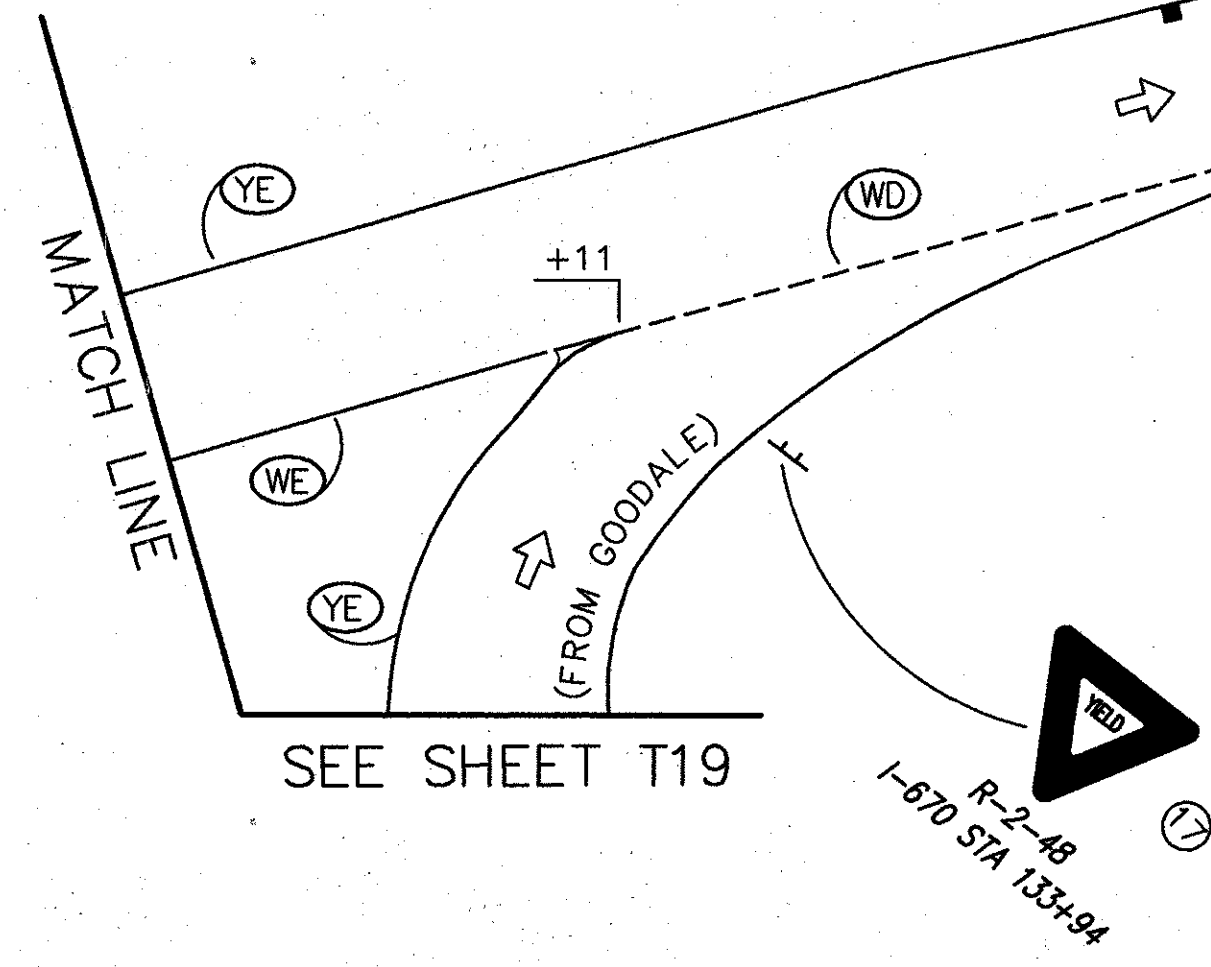 YE
WD
+11
MATCH LINE
WE
(FROM GOODALE)
YE
YIELD
SEE SHEET T19
R-2-48
I-670 STA 133+94
17